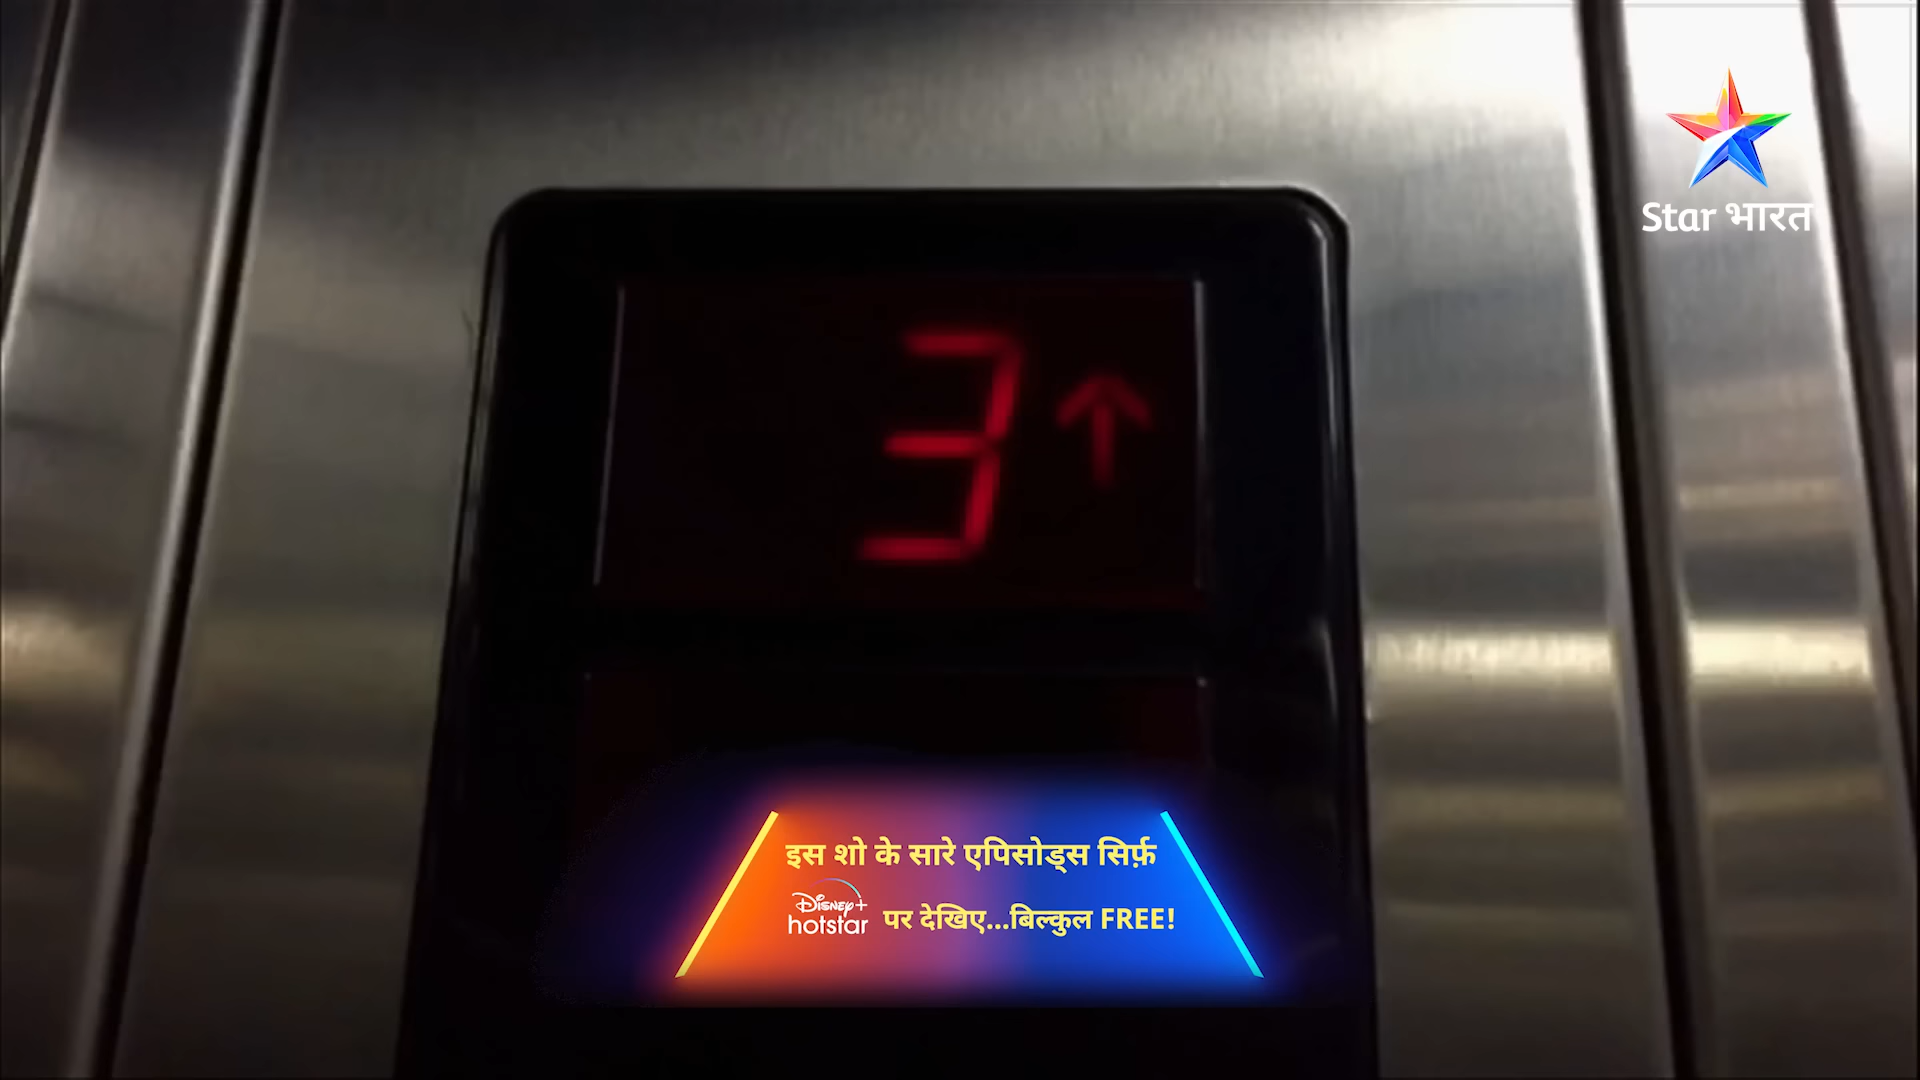 Star भारत
3↑
इस शो के सारे एपिसोड्स सिर्फ़
Disney+ hotstar पर देखिए...बिल्कुल FREE!